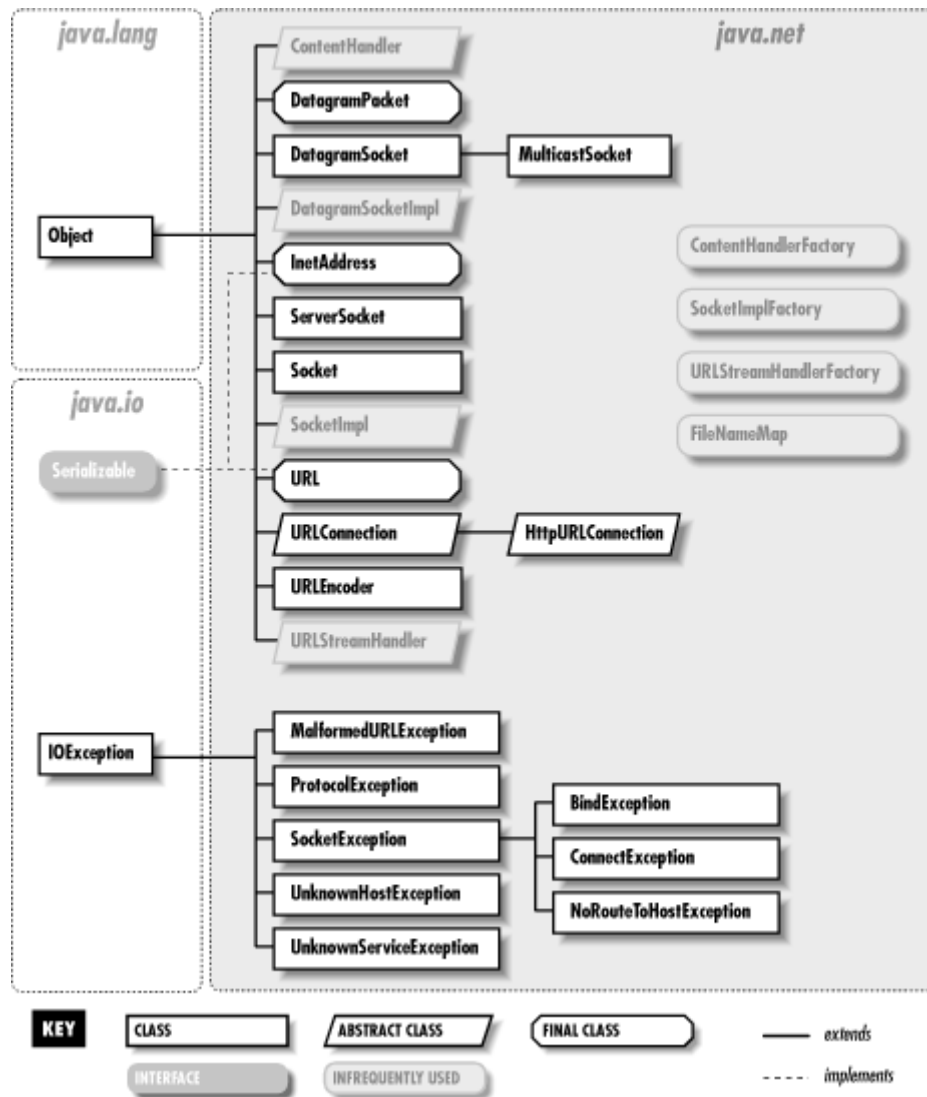 java.lang
java.net
ContentHandler
DatagramPacket
DatagramSocket
MulticastSocket
DatagramSocketImpl
Object
ContentHandlerFactory
InetAddress
SocketImplFactory
ServerSocket
Socket
URLStreamHandlerFactory
java.io
SocketImpl
FileNameMap
Serializable
URL
URLConnection
HttpURLConnection
URLEncoder
URLStreamHandler
MalformedURLException
IOException
ProtocolException
BindException
SocketException
ConnectException
UnknownHostException
NoRouteToHostException
UnknownServiceException
KEY
CLASS
ABSTRACT CLASS
FINAL CLASS
extends
INTERFACE
INFREQUENTLY USED
implements